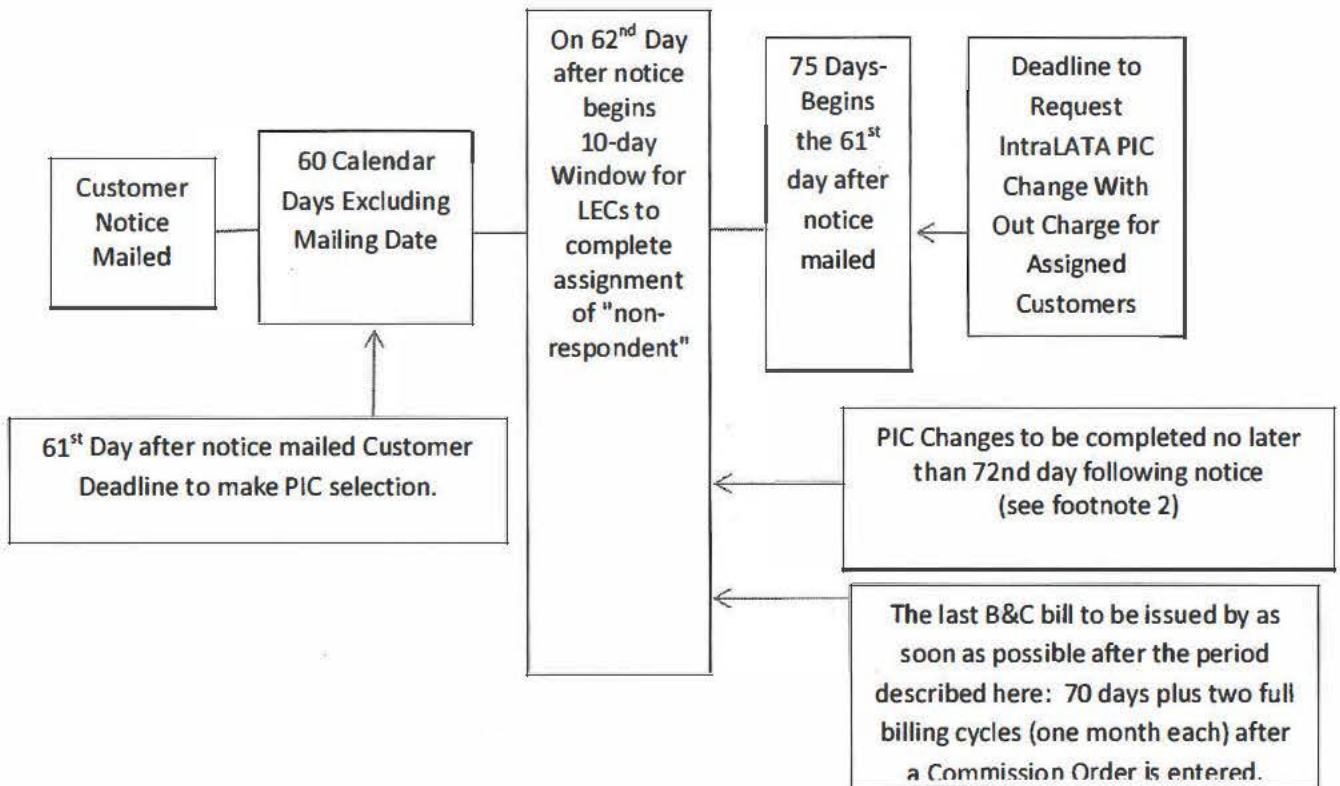 Customer
Notice
Mailed
60 Calendar
Days Excluding
Mailing Date
On 62nd Day
after notice
begins
10-day
Window for
LECs to
complete
assignment
of "non-
respondent"
75 Days-
Begins
the 61st
day after
notice
mailed
Deadline to
Request
IntraLATA PIC
Change With
Out Charge for
Assigned
Customers
61st Day after notice mailed Customer
Deadline to make PIC selection.
PIC Changes to be completed no later
than 72nd day following notice
(see footnote 2)
The last B&C bill to be issued by as
soon as possible after the period
described here: 70 days plus two full
billing cycles (one month each) after
a Commission Order is entered.